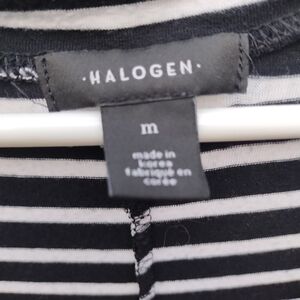 ·HALOGEN·
m
made in
korea
fabriqué en
corée